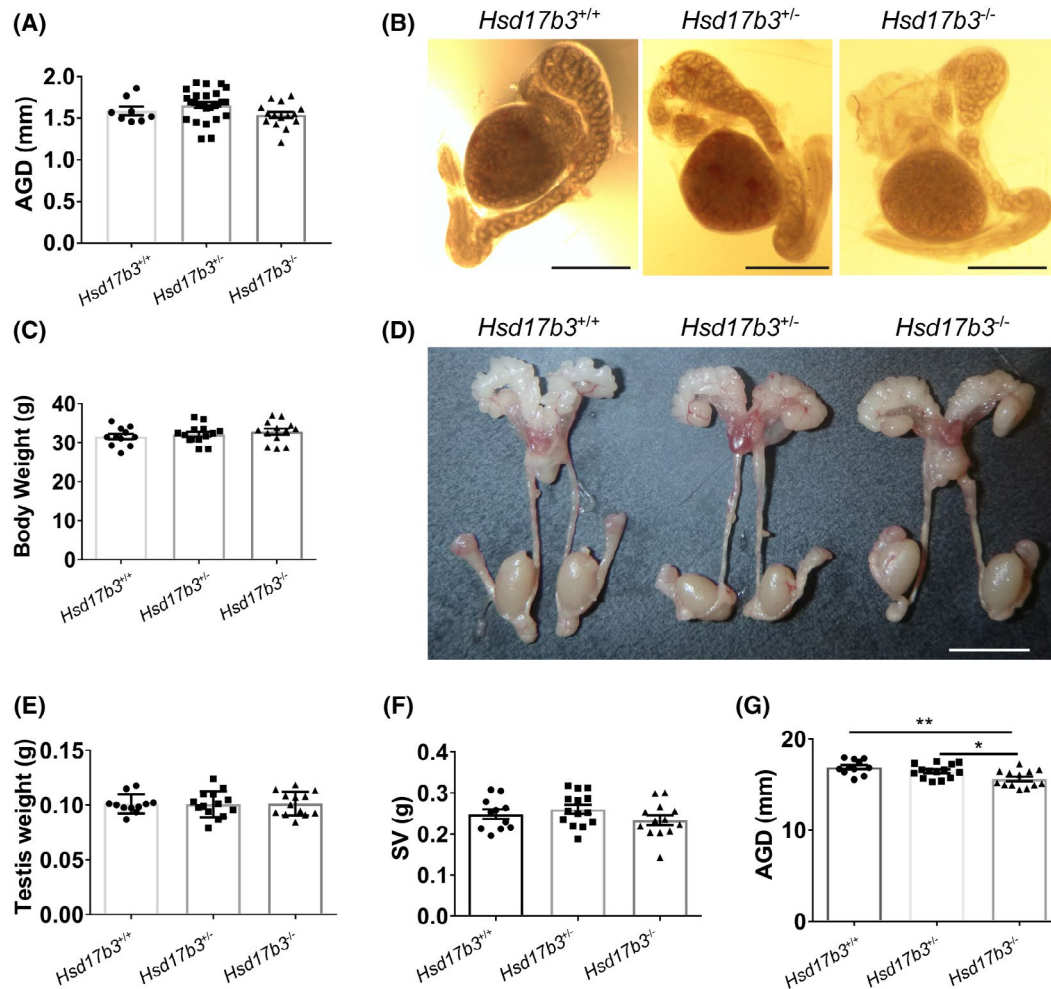 (A)
AGD (mm)
2.0
1.5
1.0
0.5
0.0
Hsd17b3+/+
Hsd17b3+/-
Hsd17b3-/-
(B)
Hsd17b3+/+
Hsd17b3+/-
Hsd17b3-/-
(C)
Body Weight (g)
40
30
20
10
0
Hsd17b3+/+
Hsd17b3+/-
Hsd17b3-/-
(D)
Hsd17b3+/+
Hsd17b3+/-
Hsd17b3-/-
(E)
Testis weight (g)
0.15
0.10
0.05
0.00
Hsd17b3+/+
Hsd17b3+/-
Hsd17b3-/-
(F)
SV (g)
0.4
0.3
0.2
0.1
0.0
Hsd17b3+/+
Hsd17b3+/-
Hsd17b3-/-
(G)
AGD (mm)
20
10
0
**
*
Hsd17b3+/+
Hsd17b3+/-
Hsd17b3-/-